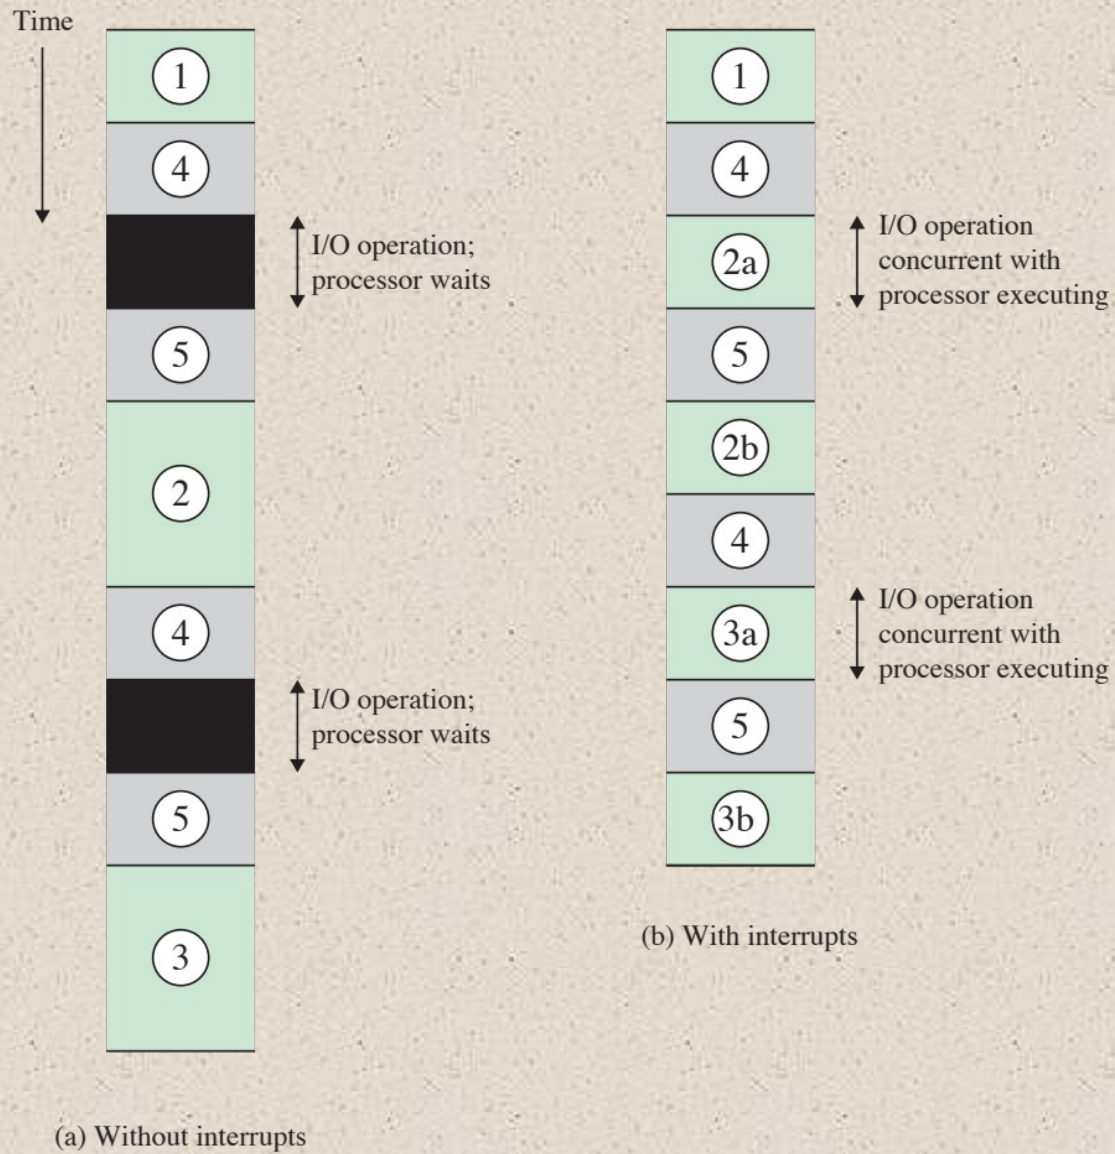 Time
1
4
I/O operation;
processor waits
5
2
4
I/O operation;
processor waits
5
3
(a) Without interrupts
1
4
2a
I/O operation
concurrent with
processor executing
5
2b
4
3a
I/O operation
concurrent with
processor executing
5
3b
(b) With interrupts